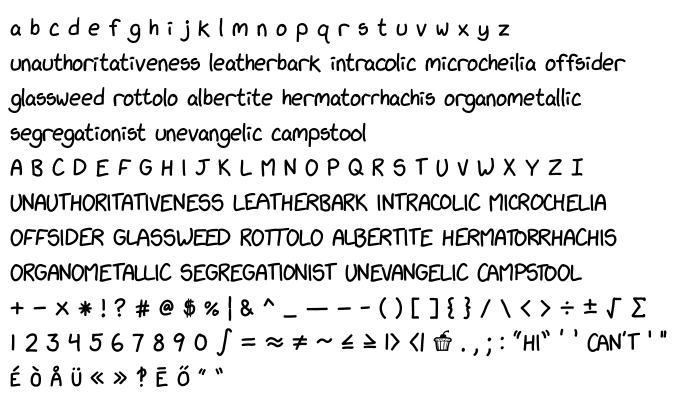 a b c d e f g h i j k l m n o p q r s t u v w x y z
unauthoritativeness leatherbark intracolic microcheilia offsider
glassweed rottolo albertite hermatorrhachis organometallic
segregationist unevangelic campstool
A B C D E F G H I J K L M N O P Q R S T U V W X Y Z I
UNAUTHORITATIVENESS LEATHERBARK INTRACOLIC MICROCHELIA
OFFSIDER GLASSWEED ROTTOLO ALBERTITE HERMATORRHACHIS
ORGANOMETALLIC SEGREGATIONIST UNEVANGELIC CAMPSTOOL
+ − × * ! ? # @ $ % | & ^ _ — – - ( ) [ ] { } / \ < > ÷ ± √ Σ
1 2 3 4 5 6 7 8 9 0 ∫ = ≈ ≠ ~ ≤ ≥ |> <| 🧁 . , ; : “HI” ‘ ’ CAN'T ' "
É Ò Å Ü « » ‽ Ē Ő “ ”